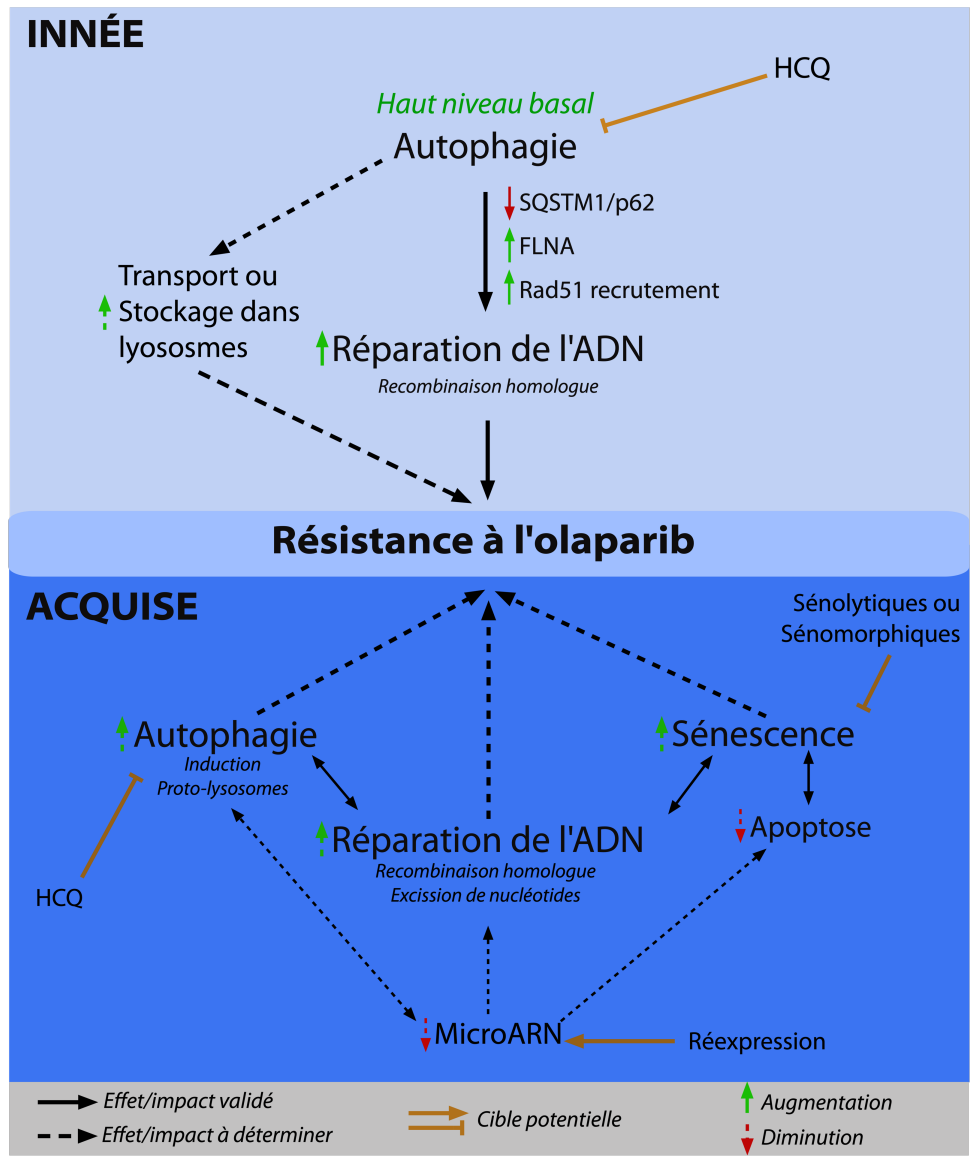 INNÉE
HCQ
Haut niveau basal
Autophagie
SQSTM1/p62
FLNA
Rad51 recrutement
Transport ou
Stockage dans
lyososmes
Réparation de l'ADN
Recombinaison homologue
Résistance à l'olaparib
ACQUISE
Sénolytiques ou
Sénomorphiques
Autophagie
Induction
Proto-lysosomes
Sénescence
Réparation de l'ADN
Recombinaison homologue
Excission de nucléotides
Apoptose
HCQ
MicroARN
Réexpression
Effet/impact validé
Effet/impact à déterminer
Cible potentielle
Augmentation
Diminution